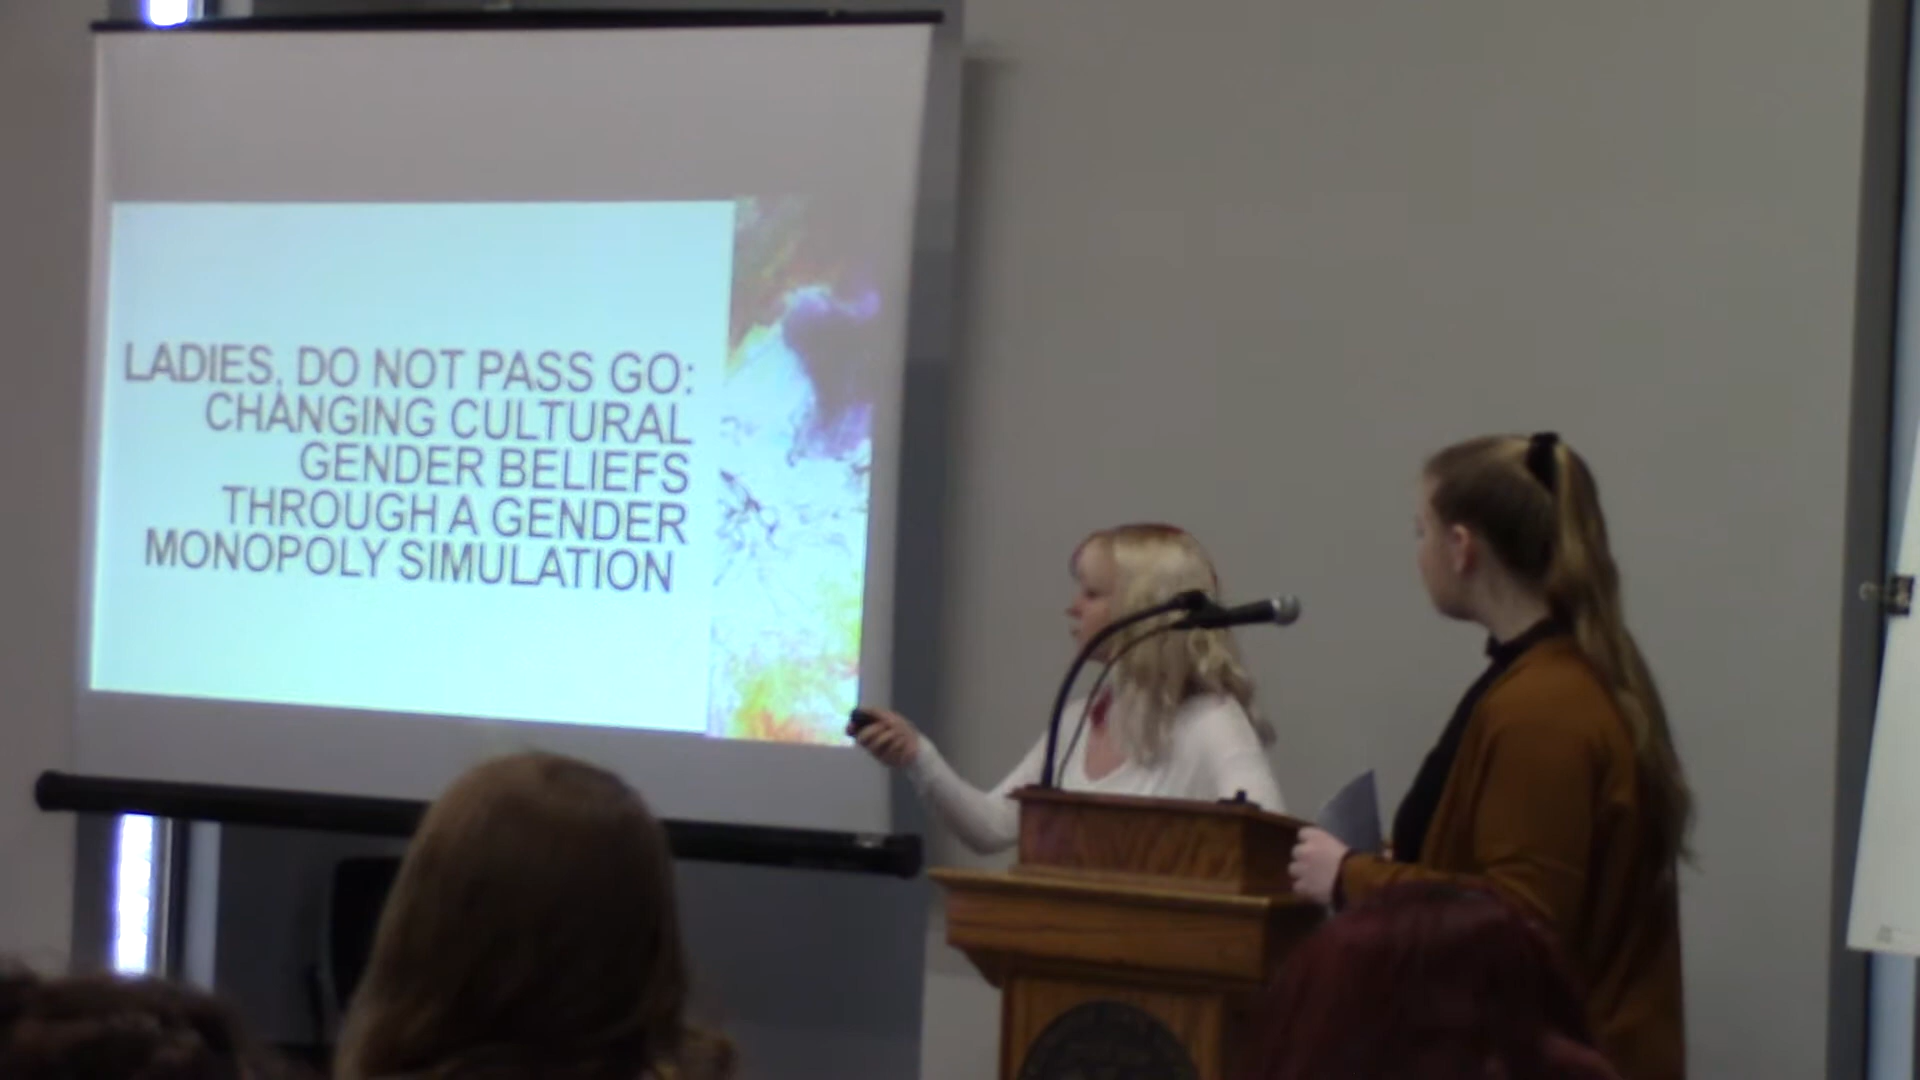 LADIES, DO NOT PASS GO:
CHANGING CULTURAL
GENDER BELIEFS
THROUGH A GENDER
MONOPOLY SIMULATION